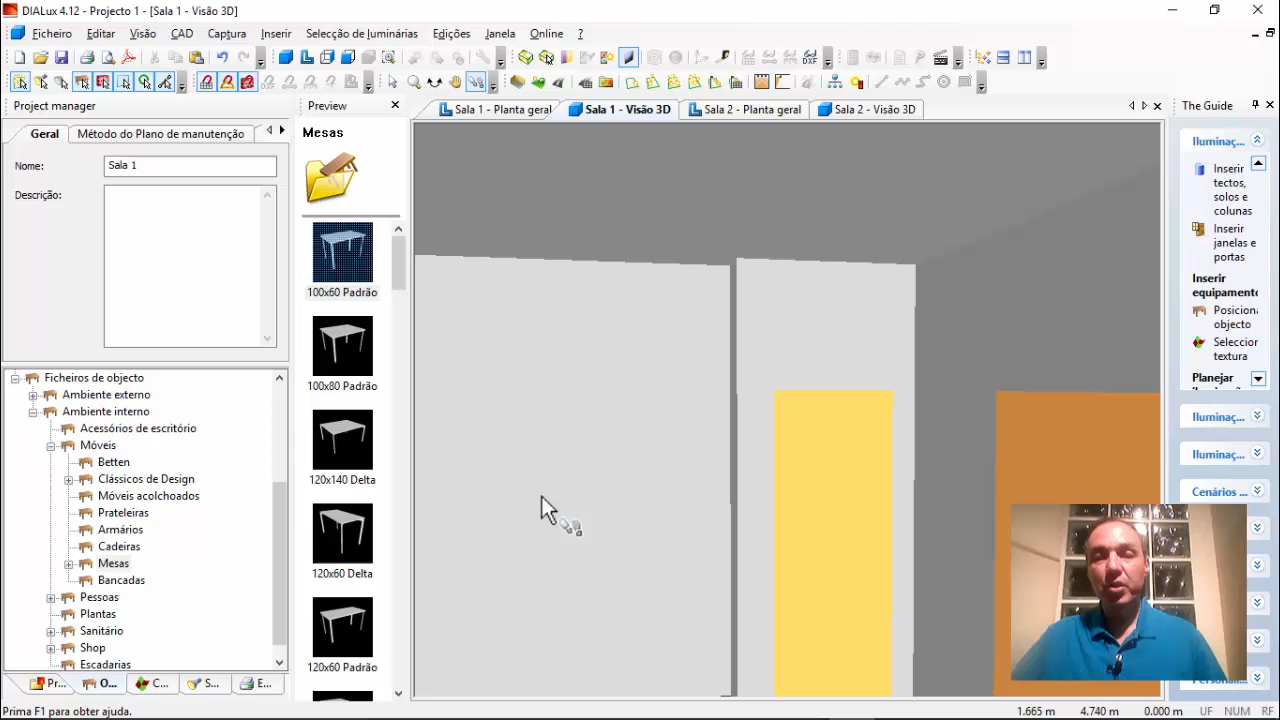 DIALux 4.12 - Projecto 1 - [Sala 1 - Visão 3D]
Ficheiro Editar Visão CAD Captura Inserir Selecção de luminárias Edições Janela Online ?
Project manager
Geral Método do Plano de manutenção
Nome: Sala 1
Descrição:
Ficheiros de objecto
Ambiente externo
Ambiente interno
Acessórios de escritório
Móveis
Betten
Clássicos de Design
Móveis acolchoados
Prateleiras
Armários
Cadeiras
Mesas
Bancadas
Pessoas
Plantas
Sanitário
Shop
Escadarias
Pr... O... C... S... E...
Preview
Mesas
100x60 Padrão
100x80 Padrão
120x140 Delta
120x60 Delta
120x60 Padrão
Sala 1 - Planta geral Sala 1 - Visão 3D Sala 2 - Planta geral Sala 2 - Visão 3D
The Guide
Iluminaç...
Inserir
tectos,
solos e
colunas
Inserir
janelas e
portas
Inserir
equipamento
Posicion
objecto
Seleccior
textura
Planejar
Iluminaç...
Iluminaç...
Cenários ...
Prima F1 para obter ajuda.
1.665 m 4.740 m 0.000 m UF NUM RF